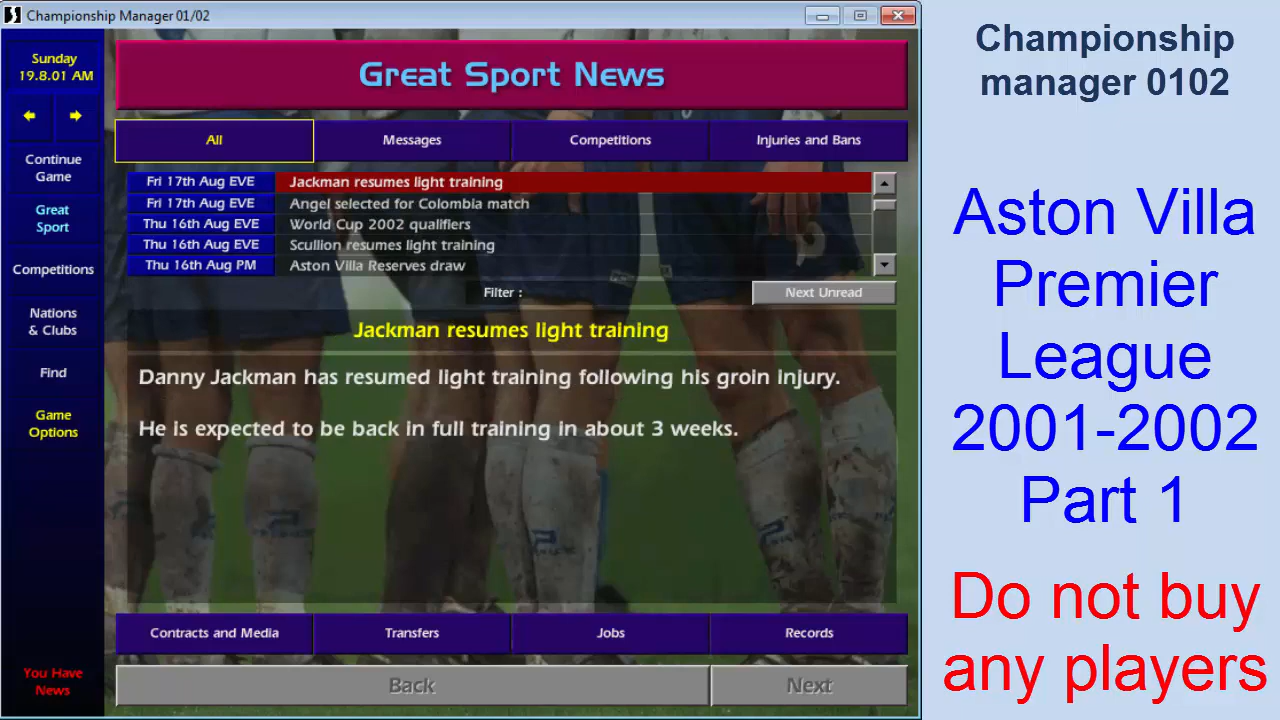 Championship Manager 01/02
Sunday
19.8.01 AM
Continue
Game
Great
Sport
Competitions
Nations
& Clubs
Find
Game
Options
You Have
News
Great Sport News
All
Messages
Competitions
Injuries and Bans
Fri 17th Aug EVE Jackman resumes light training
Fri 17th Aug EVE Angel selected for Colombia match
Thu 16th Aug EVE World Cup 2002 qualifiers
Thu 16th Aug EVE Scullion resumes light training
Thu 16th Aug PM Aston Villa Reserves draw
Filter :
Next Unread
Jackman resumes light training
Danny Jackman has resumed light training following his groin injury.
He is expected to be back in full training in about 3 weeks.
Contracts and Media
Transfers
Jobs
Records
Back
Next
Championship
manager 0102
Aston Villa
Premier
League
2001-2002
Part 1
Do not buy
any players